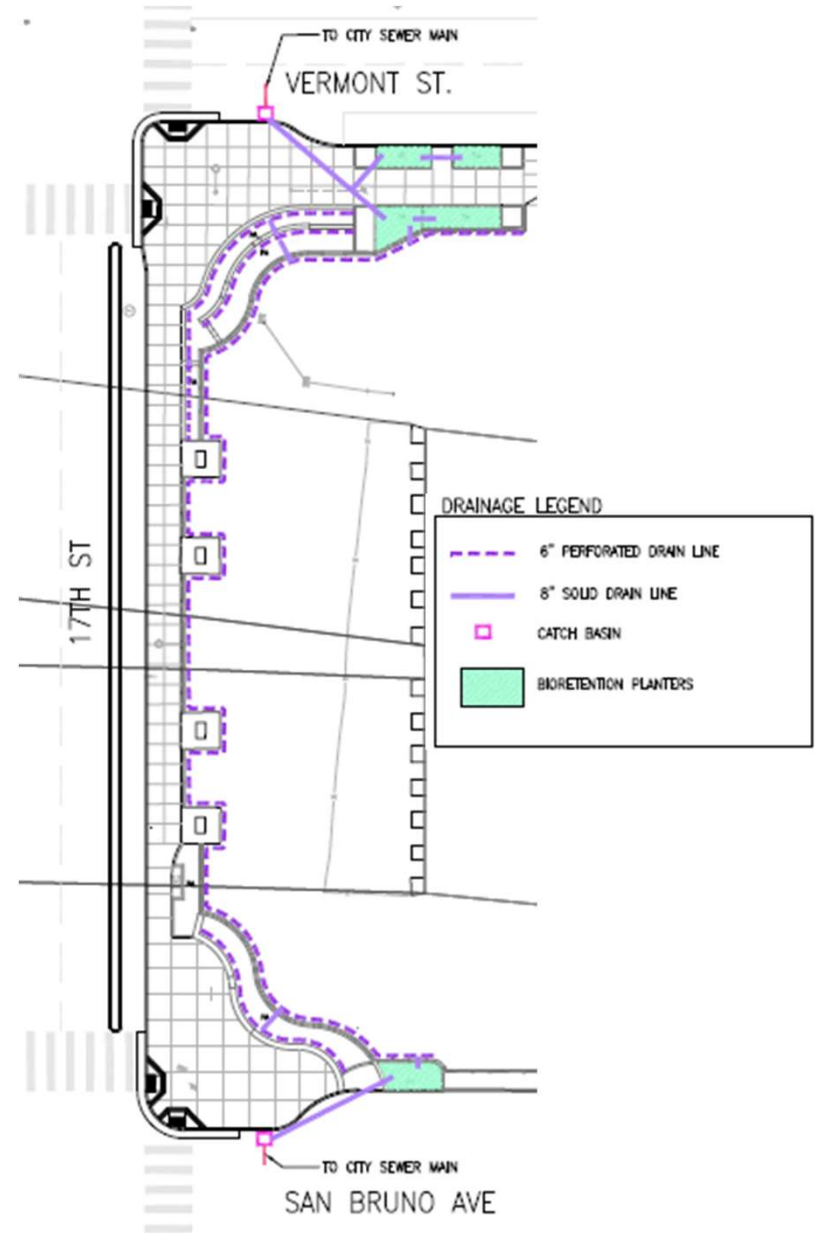 TO CITY SEWER MAIN
VERMONT ST.
17TH ST
DRAINAGE LEGEND
6" PERFORATED DRAIN LINE
8" SOLID DRAIN LINE
CATCH BASIN
BIORETENTION PLANTERS
TO CITY SEWER MAIN
SAN BRUNO AVE